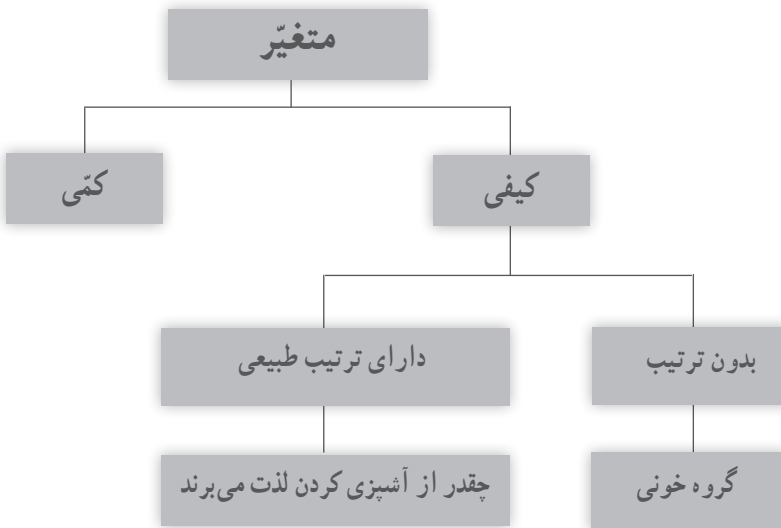 متغیّر
کیفی
کمّی
بدون ترتیب
دارای ترتیب طبیعی
گروه خونی
چقدر از آشپزی کردن لذت می‌برند